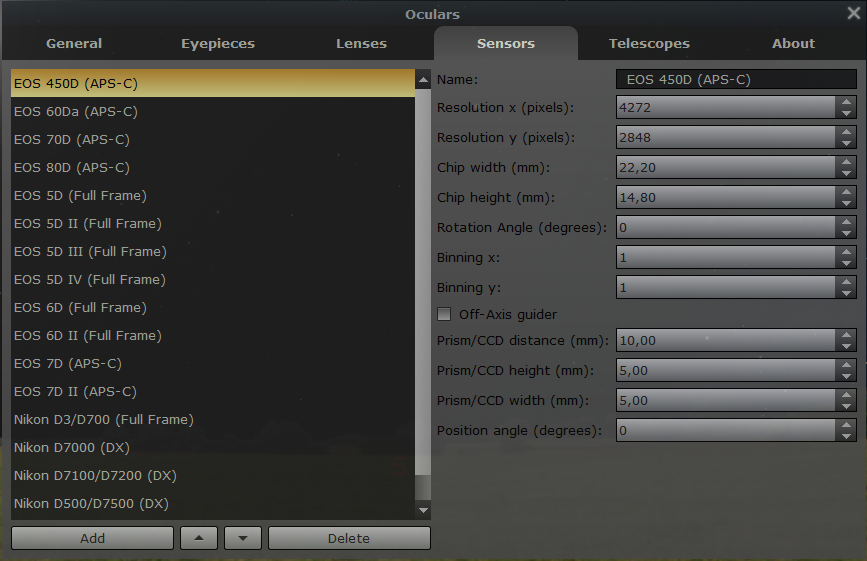 Oculars
General Eyepieces Lenses Sensors Telescopes About
EOS 450D (APS-C)
EOS 60Da (APS-C)
EOS 70D (APS-C)
EOS 80D (APS-C)
EOS 5D (Full Frame)
EOS 5D II (Full Frame)
EOS 5D III (Full Frame)
EOS 5D IV (Full Frame)
EOS 6D (Full Frame)
EOS 6D II (Full Frame)
EOS 7D (APS-C)
EOS 7D II (APS-C)
Nikon D3/D700 (Full Frame)
Nikon D7000 (DX)
Nikon D7100/D7200 (DX)
Nikon D500/D7500 (DX)
Add Delete
Name: EOS 450D (APS-C)
Resolution x (pixels): 4272
Resolution y (pixels): 2848
Chip width (mm): 22,20
Chip height (mm): 14,80
Rotation Angle (degrees): 0
Binning x: 1
Binning y: 1
Off-Axis guider
Prism/CCD distance (mm): 10,00
Prism/CCD height (mm): 5,00
Prism/CCD width (mm): 5,00
Position angle (degrees): 0